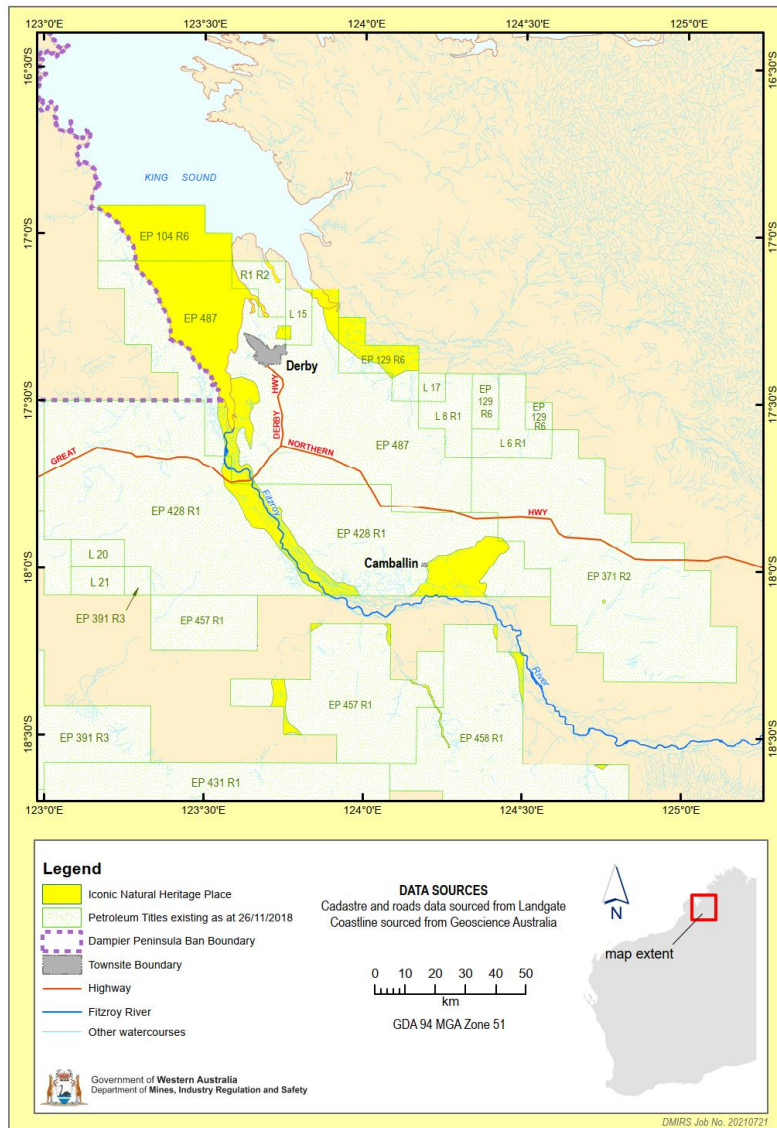 123°0'E
123°30'E
124°0'E
124°30'E
125°0'E
16°30'S
16°30'S
KING SOUND
17°0'S
17°0'S
EP 104 R6
R1 R2
EP 487
L 15
Derby
EP 129 R6
17°30'S
17°30'S
L 17
EP
129
R6
EP
129
R6
L 8 R1
L 6 R1
DERBY HWY
EP 487
GREAT
NORTHERN
HWY
Fitzroy
EP 428 R1
EP 428 R1
18°0'S
18°0'S
L 20
L 21
Camballin
EP 371 R2
EP 391 R3
EP 457 R1
River
EP 457 R1
EP 458 R1
18°30'S
18°30'S
EP 391 R3
EP 431 R1
123°0'E
123°30'E
124°0'E
124°30'E
125°0'E
Legend
Iconic Natural Heritage Place
Petroleum Titles existing as at 26/11/2018
Dampier Peninsula Ban Boundary
Townsite Boundary
Highway
Fitzroy River
Other watercourses
DATA SOURCES
Cadastre and roads data sourced from Landgate
Coastline sourced from Geoscience Australia
0 10 20 30 40 50
km
GDA 94 MGA Zone 51
N
map extent
Government of Western Australia
Department of Mines, Industry Regulation and Safety
DMIRS Job No. 20210721